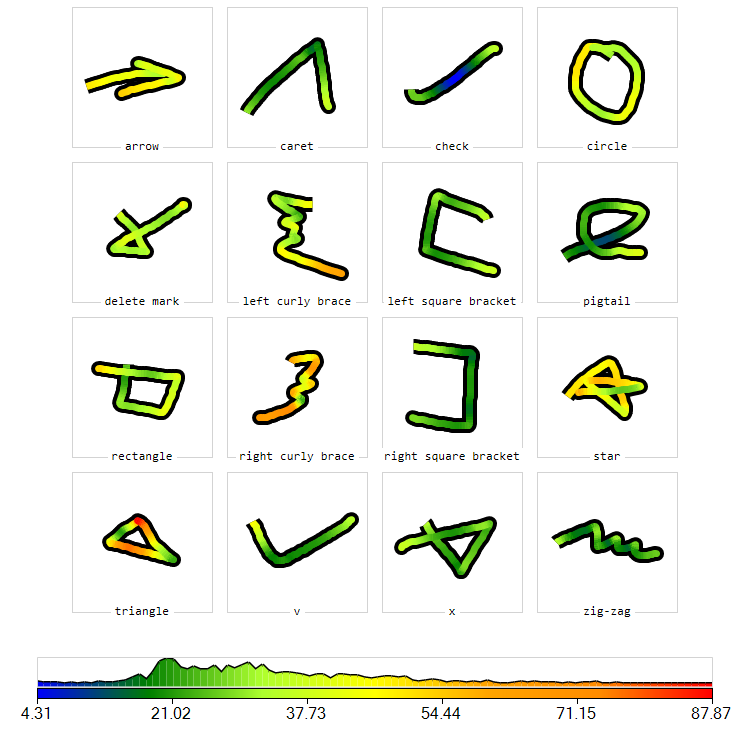 arrow caret check circle
delete mark left curly brace left square bracket pigtail
rectangle right curly brace right square bracket star
triangle v x zig-zag
4.31 21.02 37.73 54.44 71.15 87.87